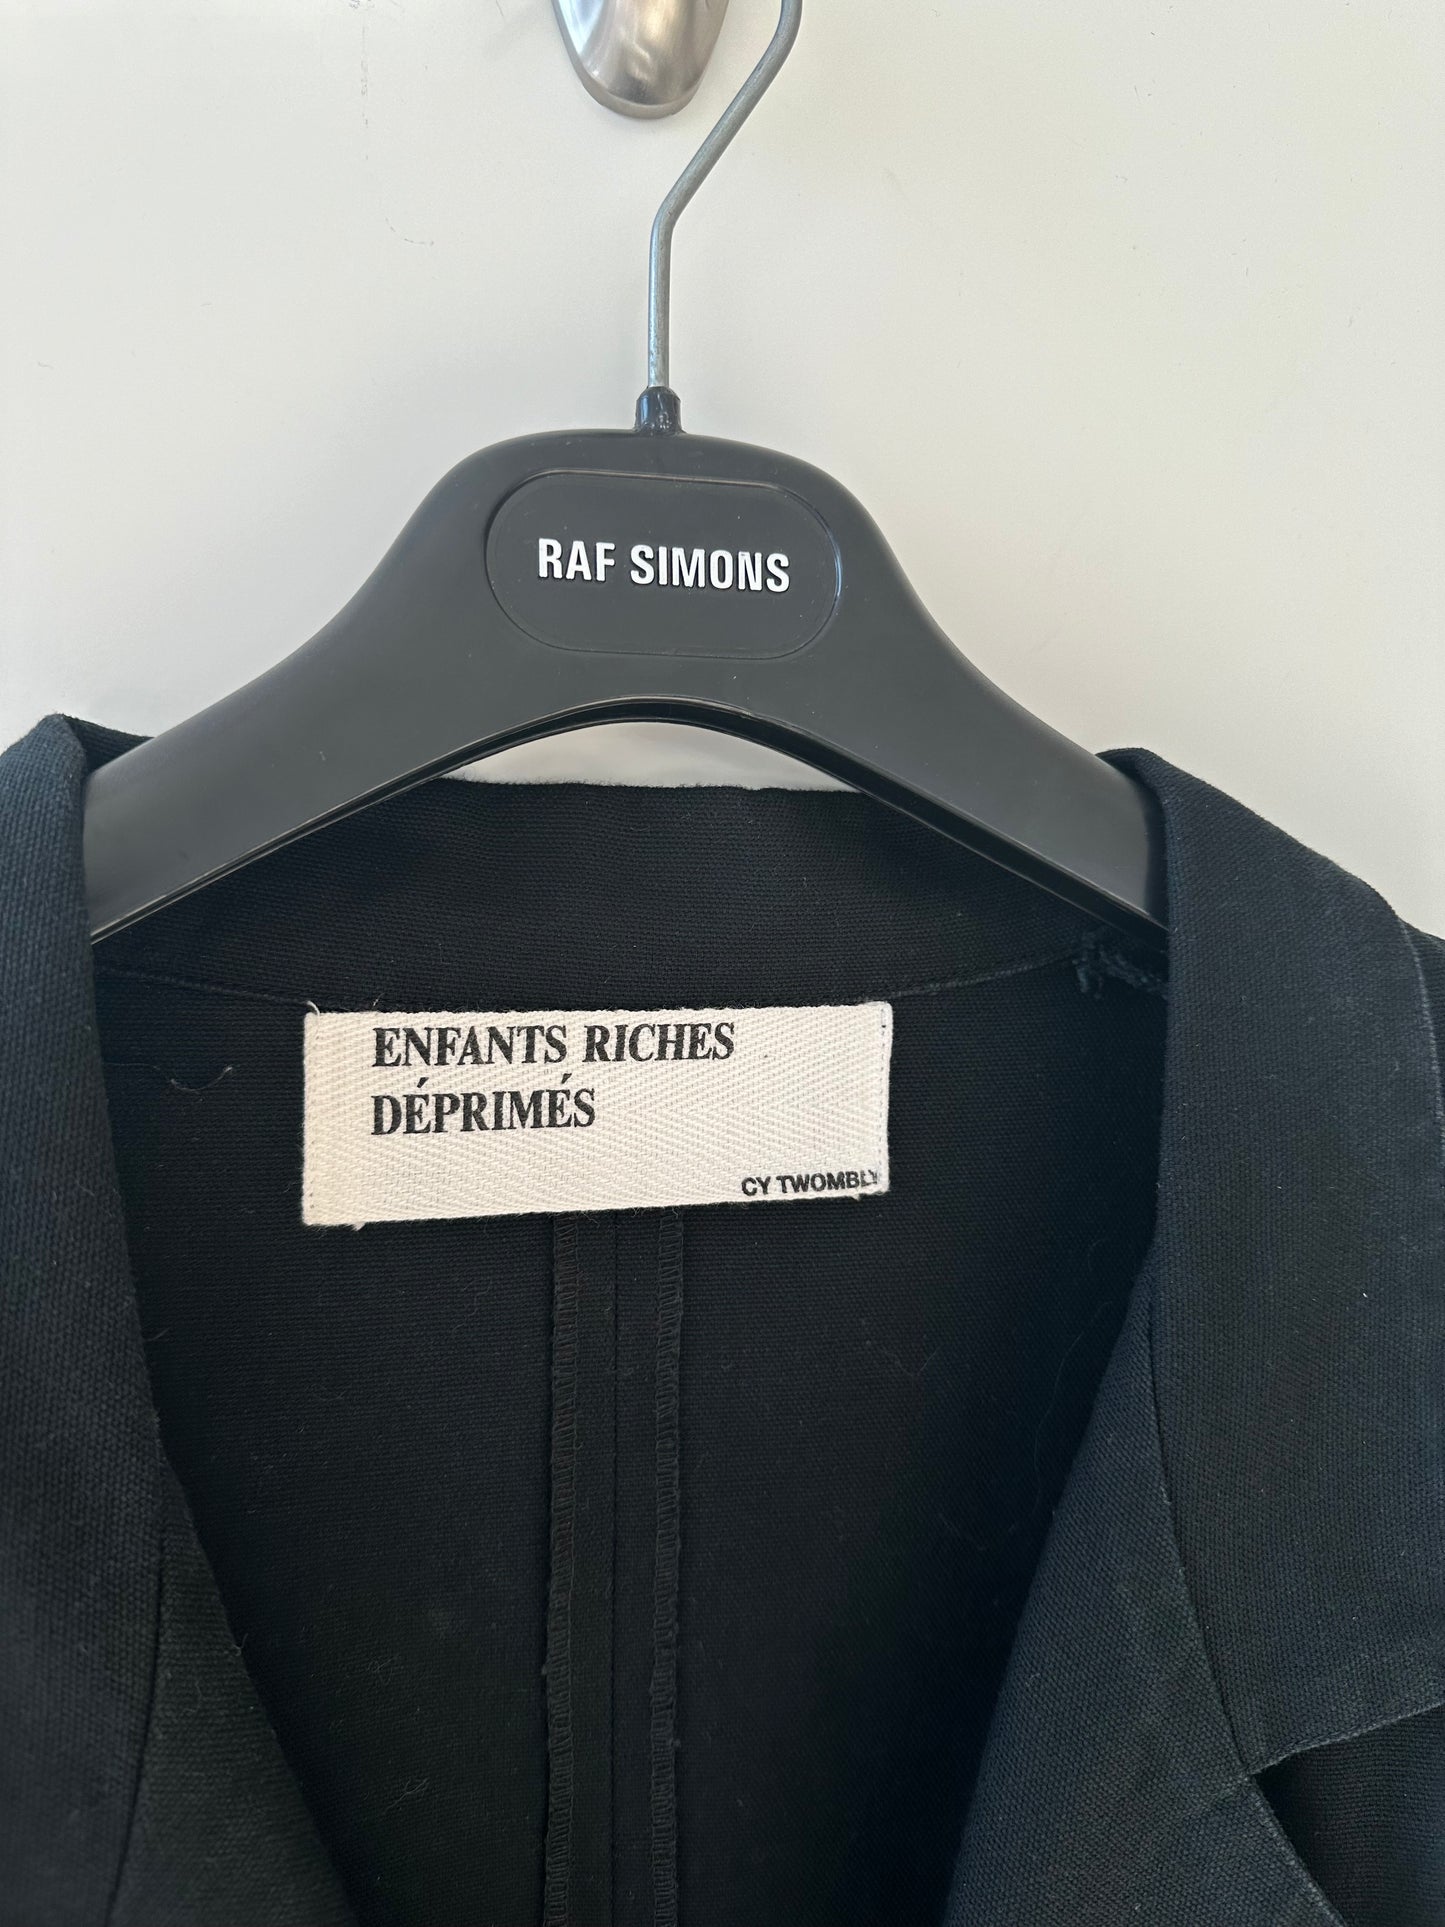 RAF SIMONS
ENFANTS RICHES
DÉPRIMÉS
CY TWOMBLY